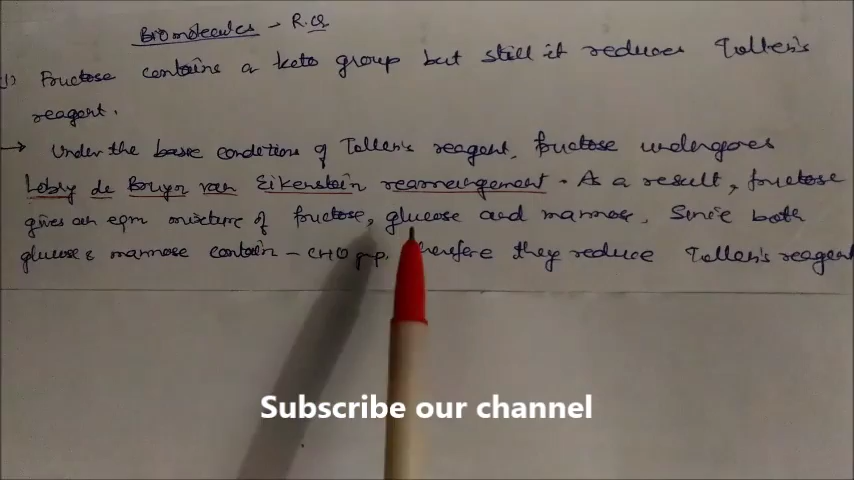 Biomolecules - R.Q
1) Fructose contains a keto group but still it reduces Tollen's
reagent.
→ Under the basic conditions of Tollen's reagent, fructose undergoes
Lobry de Bruyn van Eikenstein rearrangement. As a result, fructose
gives an eqm mixture of fructose, glucose and mannose. Since both
glucose & mannose contain - CHO grp. therefore they reduce Tollen's reagent
Subscribe our channel